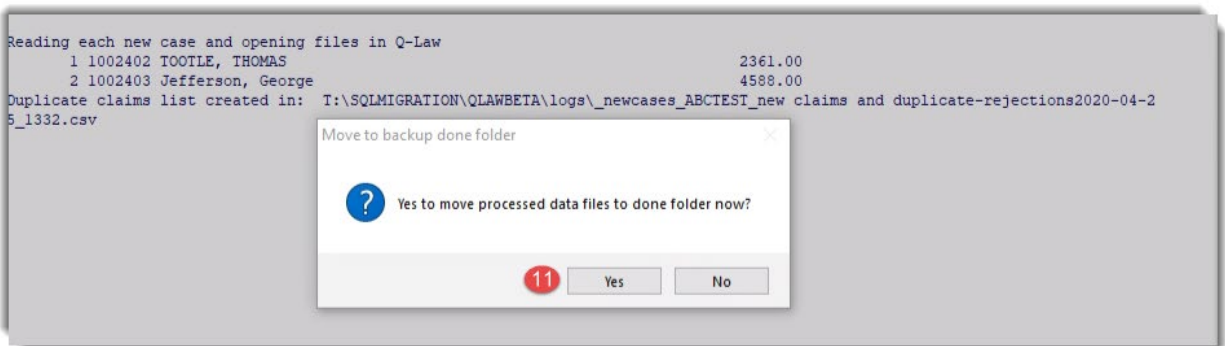 Reading each new case and opening files in Q-Law
1 1002402 TOOTLE, THOMAS 2361.00
2 1002403 Jefferson, George 4588.00
Duplicate claims list created in: T:\SQLMIGRATION\QLAWBETA\logs\_newcases_ABCTEST_new claims and duplicate-rejections2020-04-2
5_1332.csv
Move to backup done folder
? Yes to move processed data files to done folder now?
11 Yes No